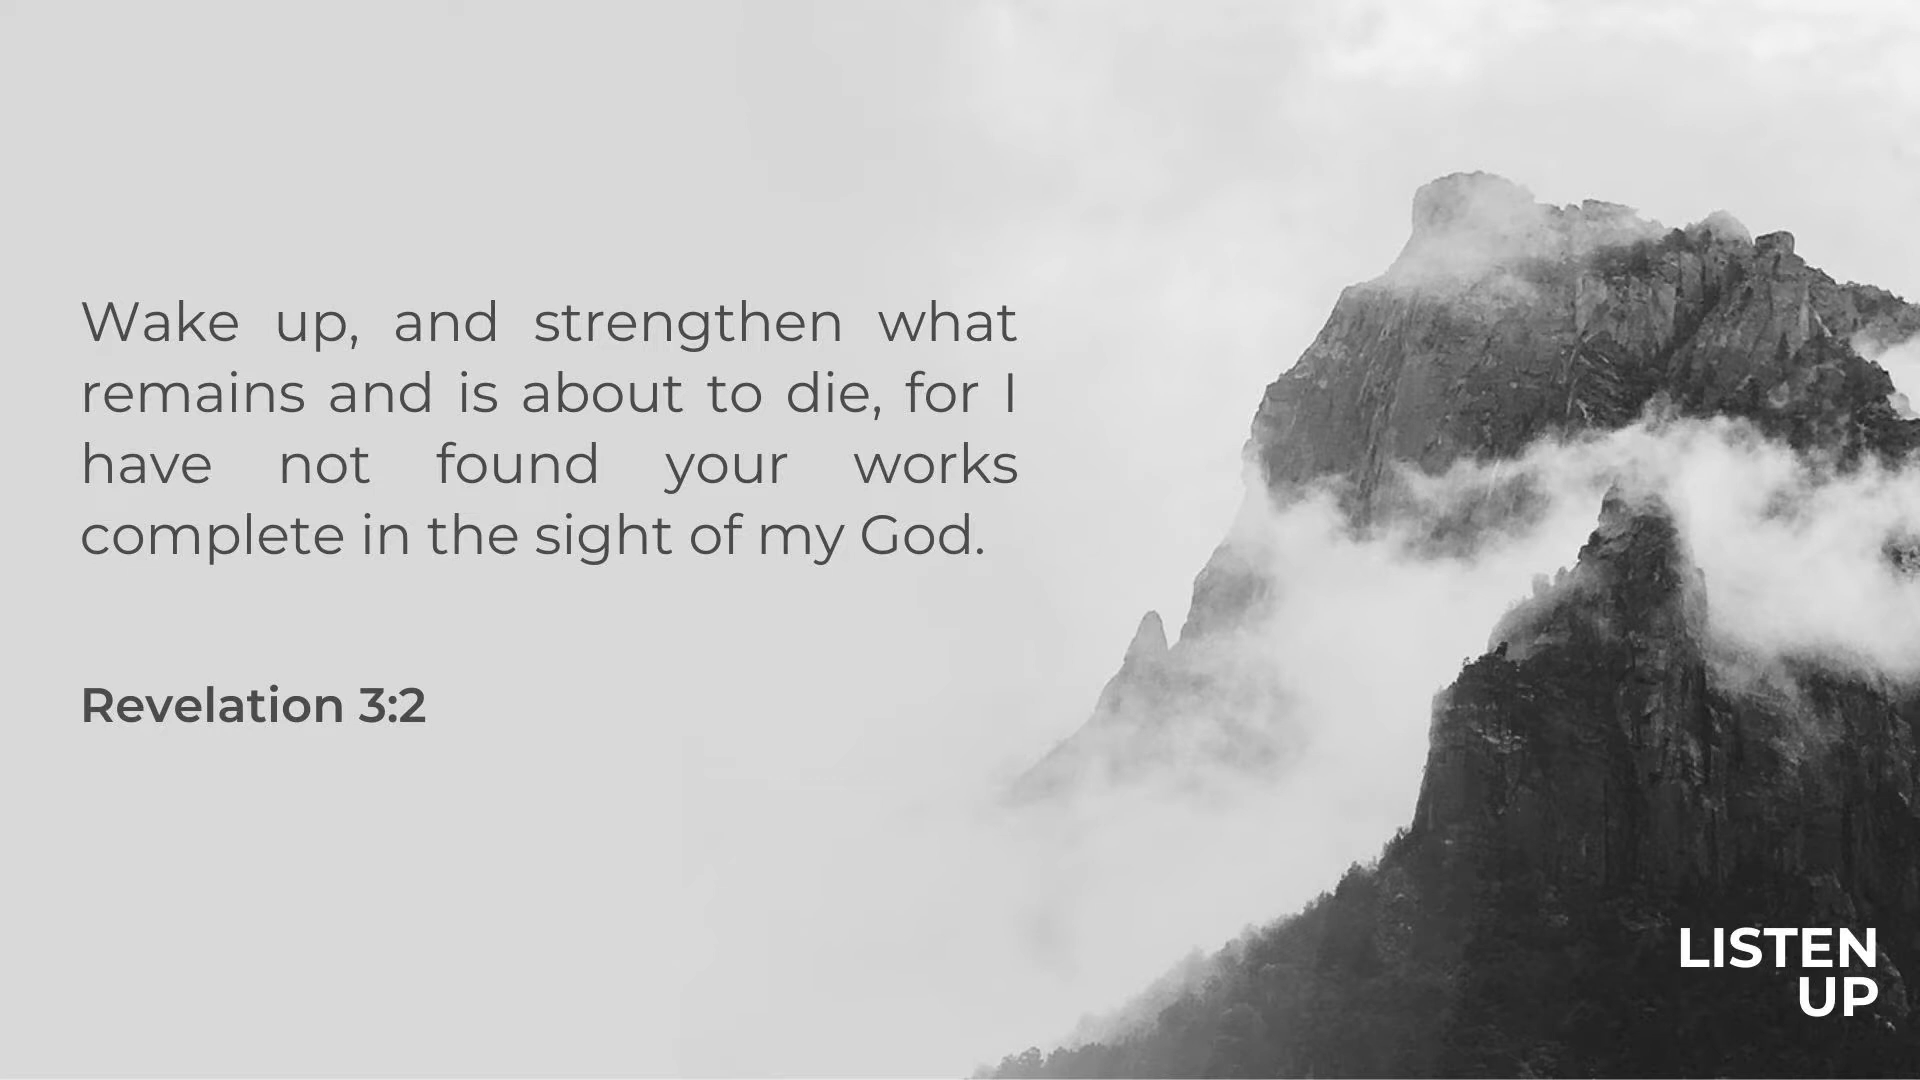 Wake up, and strengthen what
remains and is about to die, for I
have not found your works
complete in the sight of my God.
Revelation 3:2
LISTEN
UP